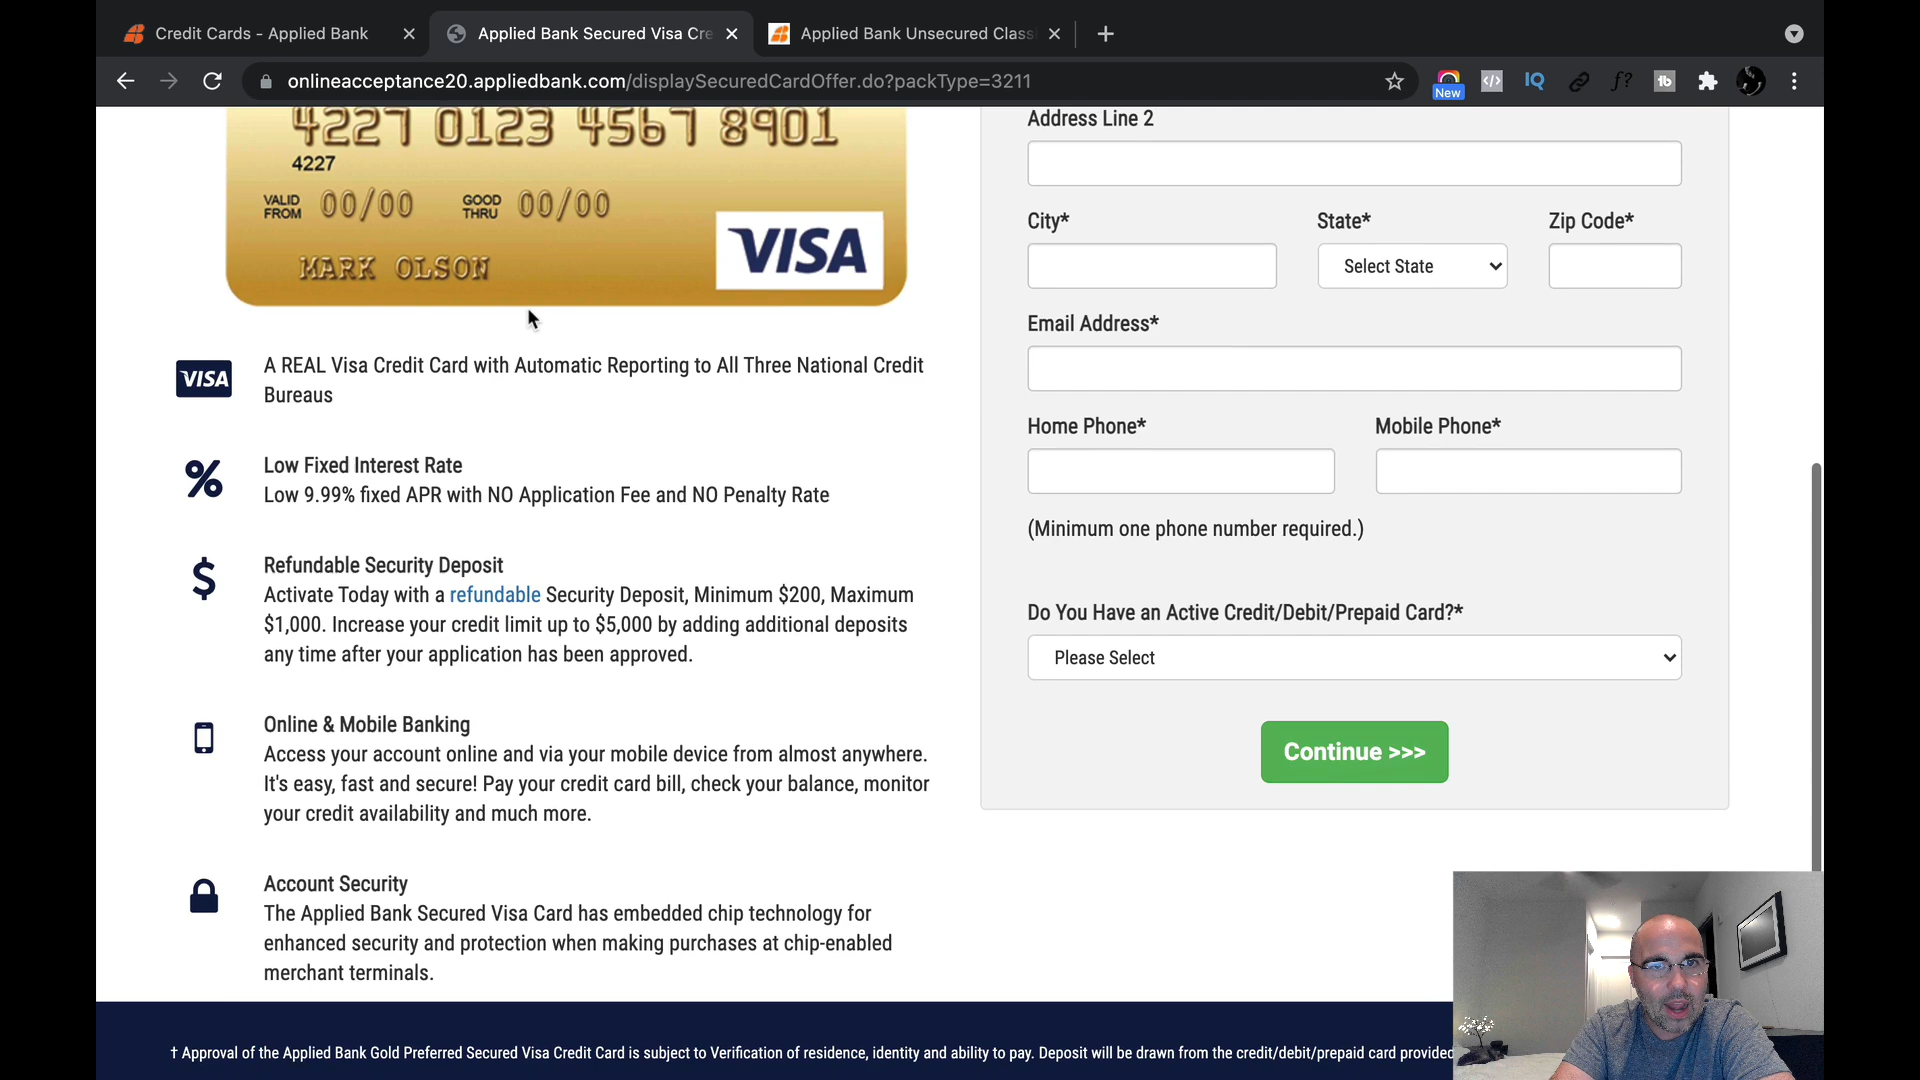 Credit Cards - Applied Bank
Applied Bank Secured Visa Cre
Applied Bank Unsecured Class
onlineacceptance20.appliedbank.com/displaySecuredCardOffer.do?packType=3211
New
IQ
f?
4227 0123 4567 8901
4227
VALID FROM 00/00 GOOD THRU 00/00
MARK OLSON
VISA
VISA
A REAL Visa Credit Card with Automatic Reporting to All Three National Credit
Bureaus
Low Fixed Interest Rate
Low 9.99% fixed APR with NO Application Fee and NO Penalty Rate
Refundable Security Deposit
Activate Today with a refundable Security Deposit, Minimum $200, Maximum
$1,000. Increase your credit limit up to $5,000 by adding additional deposits
any time after your application has been approved.
Online & Mobile Banking
Access your account online and via your mobile device from almost anywhere.
It's easy, fast and secure! Pay your credit card bill, check your balance, monitor
your credit availability and much more.
Account Security
The Applied Bank Secured Visa Card has embedded chip technology for
enhanced security and protection when making purchases at chip-enabled
merchant terminals.
Address Line 2
City* State* Zip Code*
Select State
Email Address*
Home Phone* Mobile Phone*
(Minimum one phone number required.)
Do You Have an Active Credit/Debit/Prepaid Card?*
Please Select
Continue >>>
† Approval of the Applied Bank Gold Preferred Secured Visa Credit Card is subject to Verification of residence, identity and ability to pay. Deposit will be drawn from the credit/debit/prepaid card provided